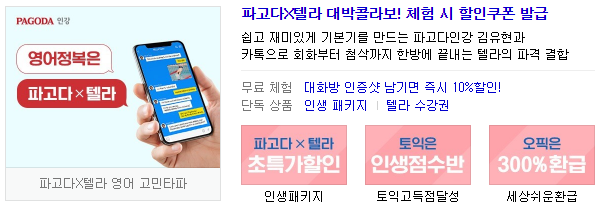 PAGODA 인강
영어정복은
파고다×텔라
파고다X텔라 영어 고민타파
파고다X텔라 대박콜라보! 체험 시 할인쿠폰 발급
쉽고 재미있게 기본기를 만드는 파고다인강 김유현과
카톡으로 회화부터 첨삭까지 한방에 끝내는 텔라의 파격 결합
무료 체험 대화방 인증샷 남기면 즉시 10%할인!
단독 상품 인생 패키지 | 텔라 수강권
파고다×텔라
초특가할인
인생패키지
토익은
인생점수반
토익고득점달성
오픽은
300%환급
세상쉬운환급